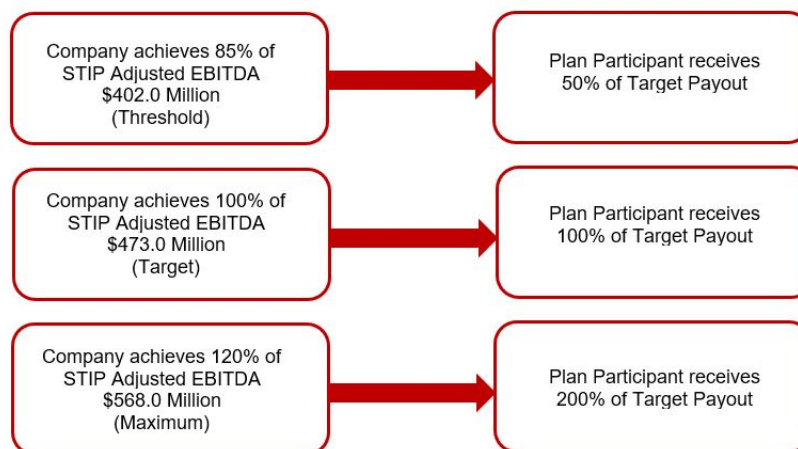 Company achieves 85% of
STIP Adjusted EBITDA
$402.0 Million
(Threshold)
Plan Participant receives
50% of Target Payout
Company achieves 100% of
STIP Adjusted EBITDA
$473.0 Million
(Target)
Plan Participant receives
100% of Target Payout
Company achieves 120% of
STIP Adjusted EBITDA
$568.0 Million
(Maximum)
Plan Participant receives
200% of Target Payout